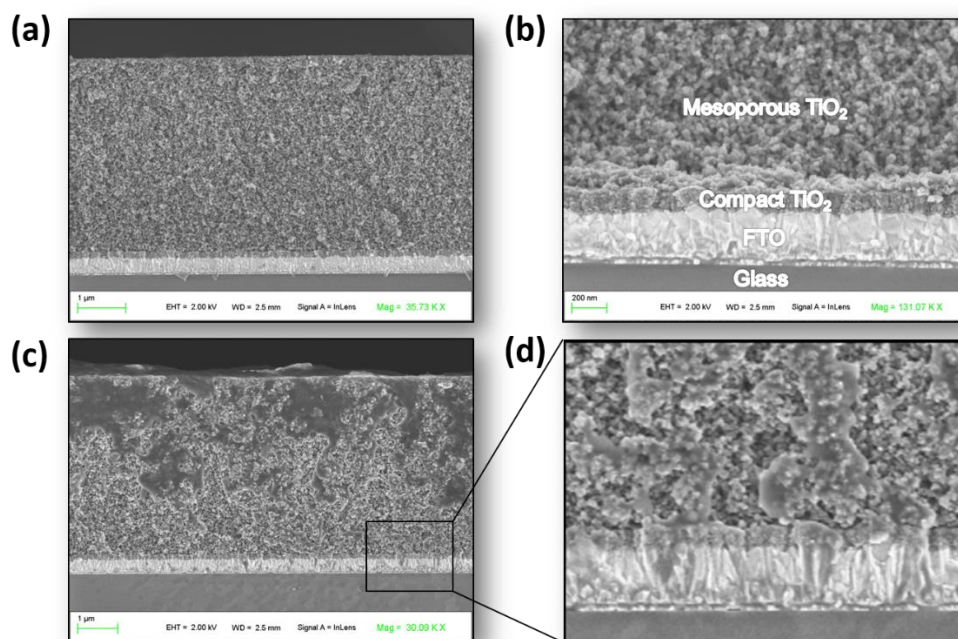 (a)
1 µm
EHT = 2.00 kV
WD = 2.5 mm
Signal A = InLens
Mag = 35.73 K X
(b)
Mesoporous TiO₂
Compact TiO₂
FTO
Glass
200 nm
EHT = 2.00 kV
WD = 2.5 mm
Signal A = InLens
Mag = 131.07 K X
(c)
1 µm
EHT = 2.00 kV
WD = 2.5 mm
Signal A = InLens
Mag = 30.09 K X
(d)